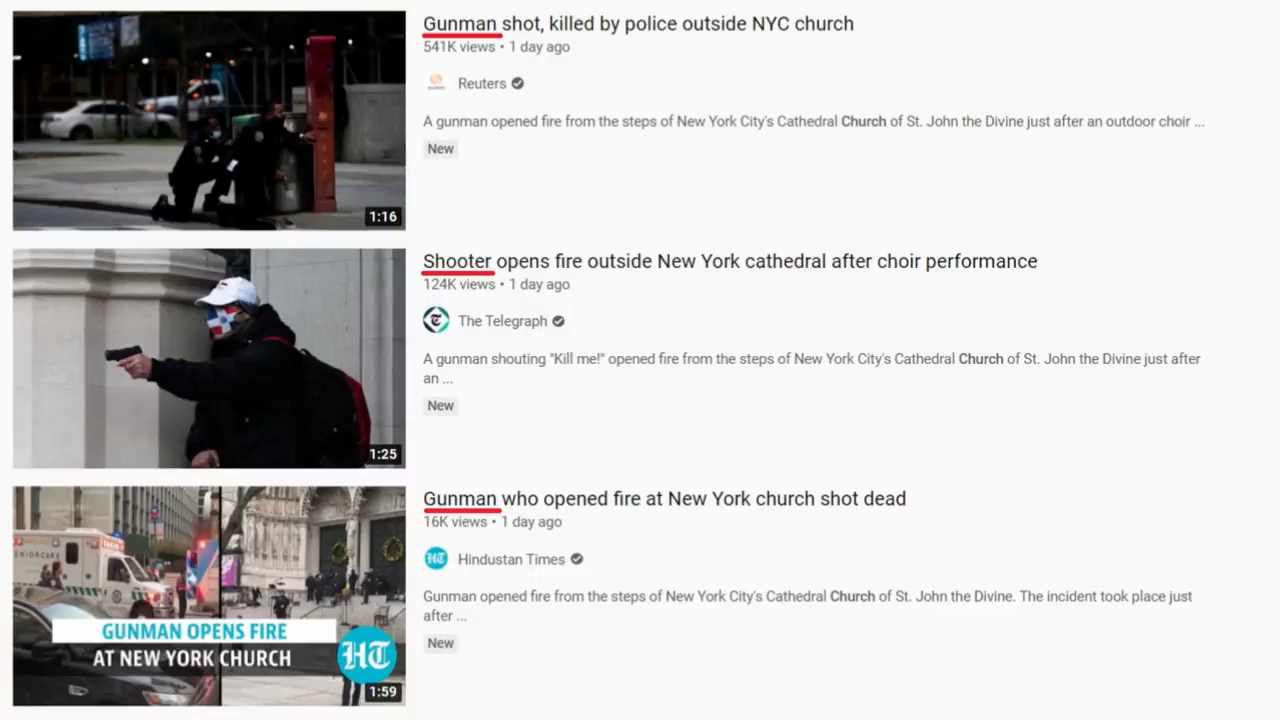 Gunman shot, killed by police outside NYC church
541K views • 1 day ago
Reuters
A gunman opened fire from the steps of New York City's Cathedral Church of St. John the Divine just after an outdoor choir ...
New
1:16
Shooter opens fire outside New York cathedral after choir performance
124K views • 1 day ago
The Telegraph
A gunman shouting "Kill me!" opened fire from the steps of New York City's Cathedral Church of St. John the Divine just after
an ...
New
1:25
Gunman who opened fire at New York church shot dead
16K views • 1 day ago
HT Hindustan Times
Gunman opened fire from the steps of New York City's Cathedral Church of St. John the Divine. The incident took place just
after ...
New
GUNMAN OPENS FIRE
AT NEW YORK CHURCH
HT
1:59